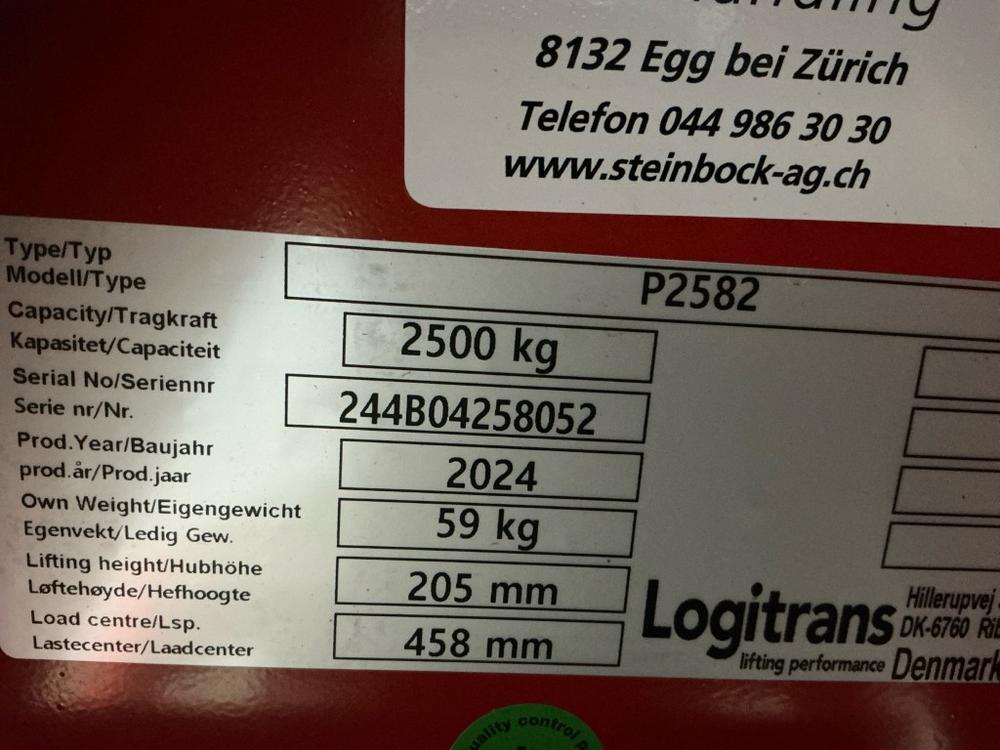 8132 Egg bei Zürich
Telefon 044 986 30 30
www.steinbock-ag.ch
Type/Typ
Modell/Type
P2582
Capacity/Tragkraft
Kapasitet/Capaciteit
2500 kg
Serial No/Seriennr
Serie nr/Nr.
244B04258052
Prod.Year/Baujahr
prod.år/Prod.jaar
2024
Own Weight/Eigengewicht
Egenvekt/Ledig Gew.
59 kg
Lifting height/Hubhöhe
Løftehøyde/Hefhoogte
205 mm
Load centre/Lsp.
Lastecenter/Laadcenter
458 mm
Logitrans
lifting performance
Hillerupvej
DK-6760
Denmark
quality control